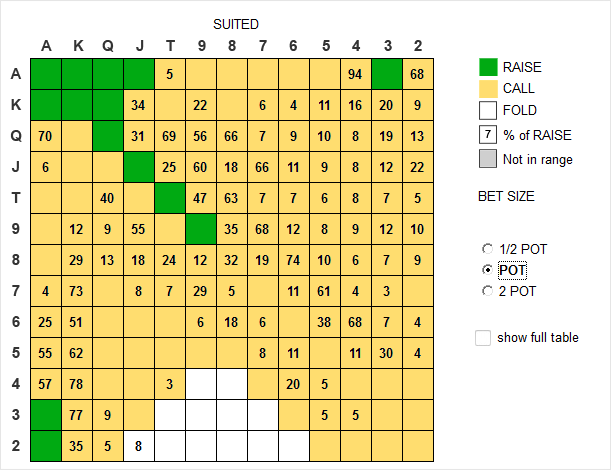 SUITED
A K Q J T 9 8 7 6 5 4 3 2
A 5 94 68
K 34 22 6 4 11 16 20 9
Q 70 31 69 56 66 7 9 10 8 19 13
J 6 25 60 18 66 11 9 8 12 22
T 40 47 63 7 7 6 8 7 5
9 12 9 55 35 68 12 8 9 12 10
8 29 13 18 24 12 32 19 74 10 6 7 9
7 4 73 8 7 29 5 11 61 4 3
6 25 51 6 18 6 38 68 7 4
5 55 62 8 11 11 30 4
4 57 78 3 20 5
3 77 9 5 5
2 35 5 8
RAISE
CALL
FOLD
7 % of RAISE
Not in range
BET SIZE
1/2 POT
POT
2 POT
show full table